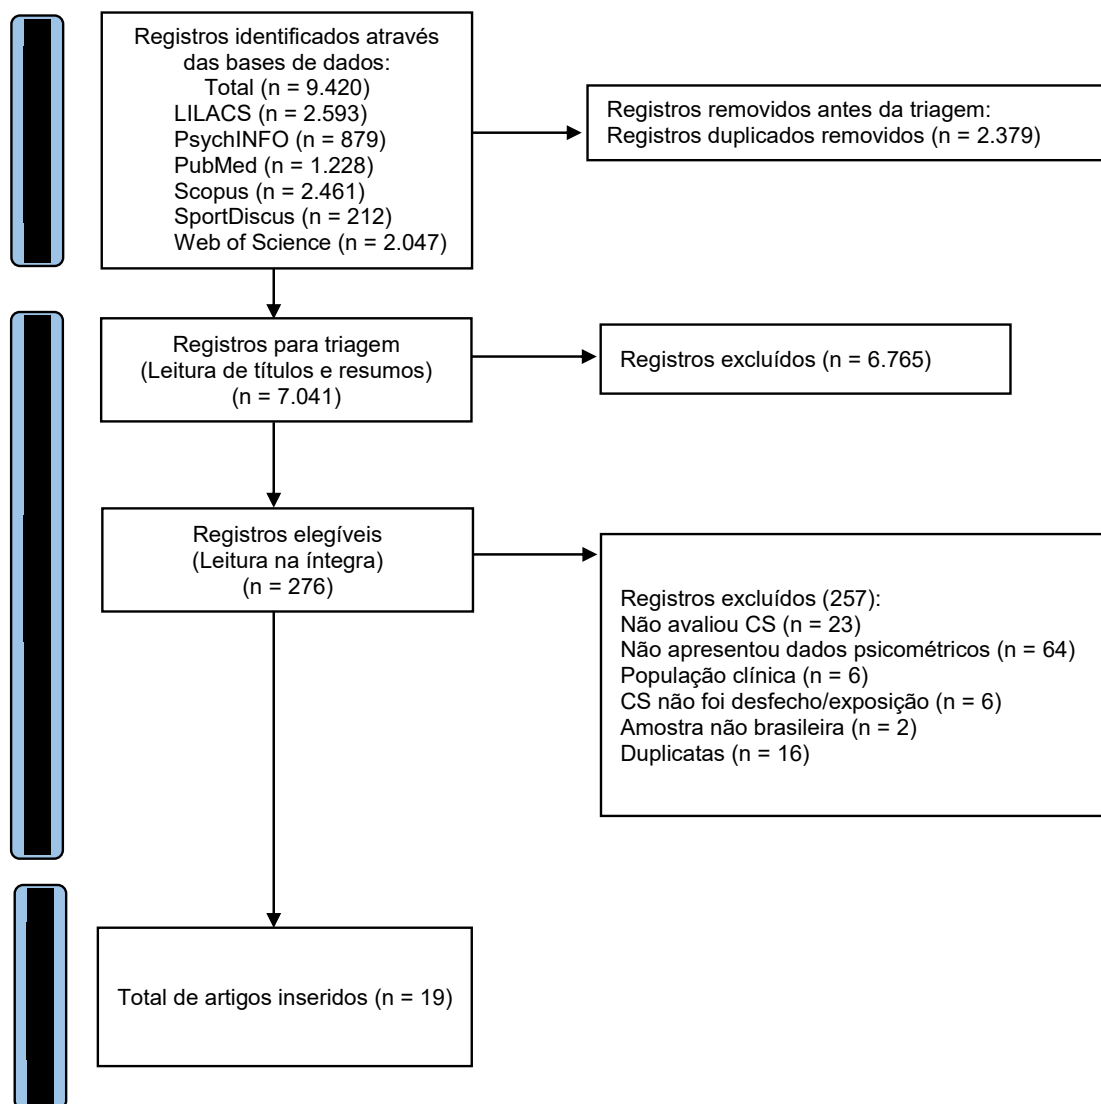 Registros identificados através
das bases de dados:
Total (n = 9.420)
LILACS (n = 2.593)
PsychINFO (n = 879)
PubMed (n = 1.228)
Scopus (n = 2.461)
SportDiscus (n = 212)
Web of Science (n = 2.047)
Registros removidos antes da triagem:
Registros duplicados removidos (n = 2.379)
Registros para triagem
(Leitura de títulos e resumos)
(n = 7.041)
Registros excluídos (n = 6.765)
Registros elegíveis
(Leitura na íntegra)
(n = 276)
Registros excluídos (257):
Não avaliou CS (n = 23)
Não apresentou dados psicométricos (n = 64)
População clínica (n = 6)
CS não foi desfecho/exposição (n = 6)
Amostra não brasileira (n = 2)
Duplicatas (n = 16)
Total de artigos inseridos (n = 19)